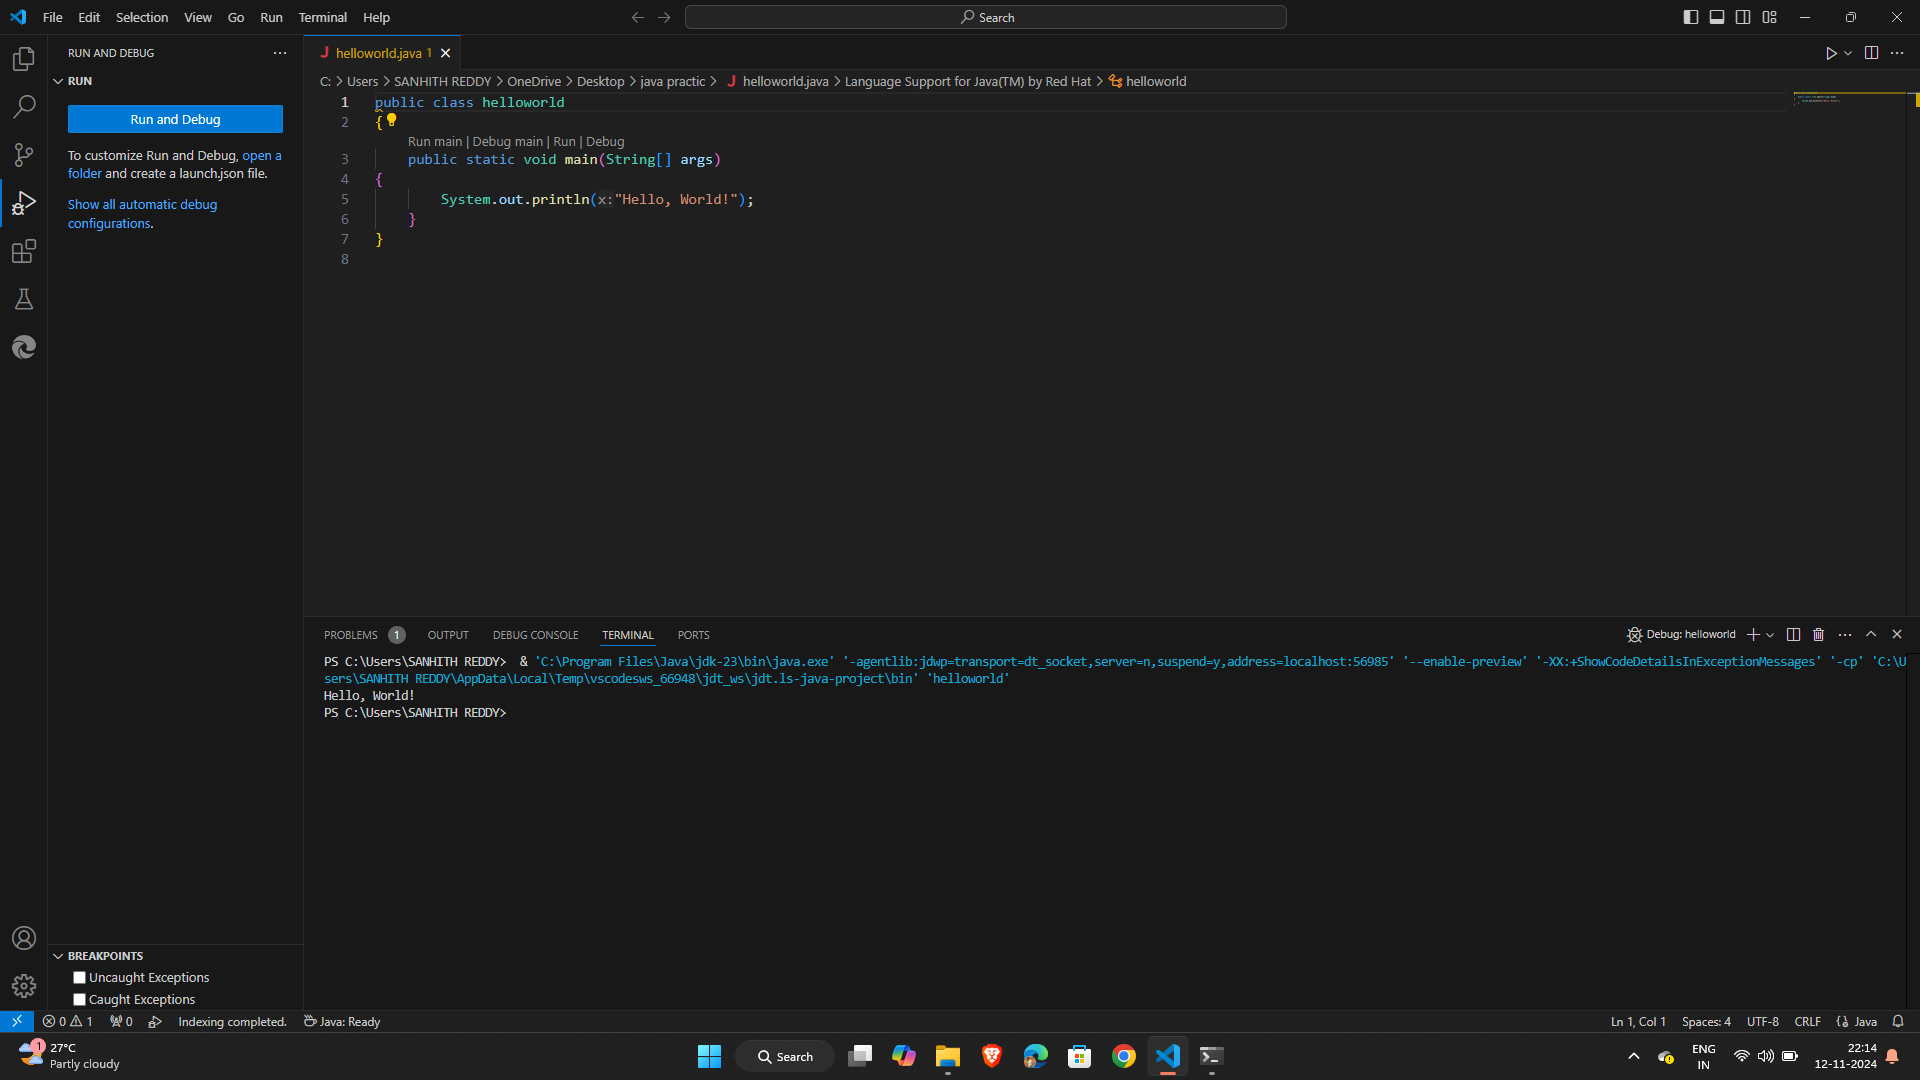 File Edit Selection View Go Run Terminal Help
Search
RUN AND DEBUG
RUN
Run and Debug
To customize Run and Debug, open a
folder and create a launch.json file.
Show all automatic debug
configurations.
BREAKPOINTS
Uncaught Exceptions
Caught Exceptions
helloworld.java 1
C: > Users > SANHITH REDDY > OneDrive > Desktop > java practic > helloworld.java > Language Support for Java(TM) by Red Hat > helloworld
1 public class helloworld
2 {
Run main | Debug main | Run | Debug
3 public static void main(String[] args)
4 {
5 System.out.println(x:"Hello, World!");
6 }
7 }
8
PROBLEMS 1 OUTPUT DEBUG CONSOLE TERMINAL PORTS
Debug: helloworld
PS C:\Users\SANHITH REDDY>  & 'C:\Program Files\Java\jdk-23\bin\java.exe' '-agentlib:jdwp=transport=dt_socket,server=n,suspend=y,address=localhost:56985' '--enable-preview' '-XX:+ShowCodeDetailsInExceptionMessages' '-cp' 'C:\U
sers\SANHITH REDDY\AppData\Local\Temp\vscodesws_66948\jdt_ws\jdt.ls-java-project\bin' 'helloworld'
Hello, World!
PS C:\Users\SANHITH REDDY>
0 1 0 Indexing completed. Java: Ready
Ln 1, Col 1 Spaces: 4 UTF-8 CRLF Java
1
27°C
Partly cloudy
Search
ENG
IN
22:14
12-11-2024